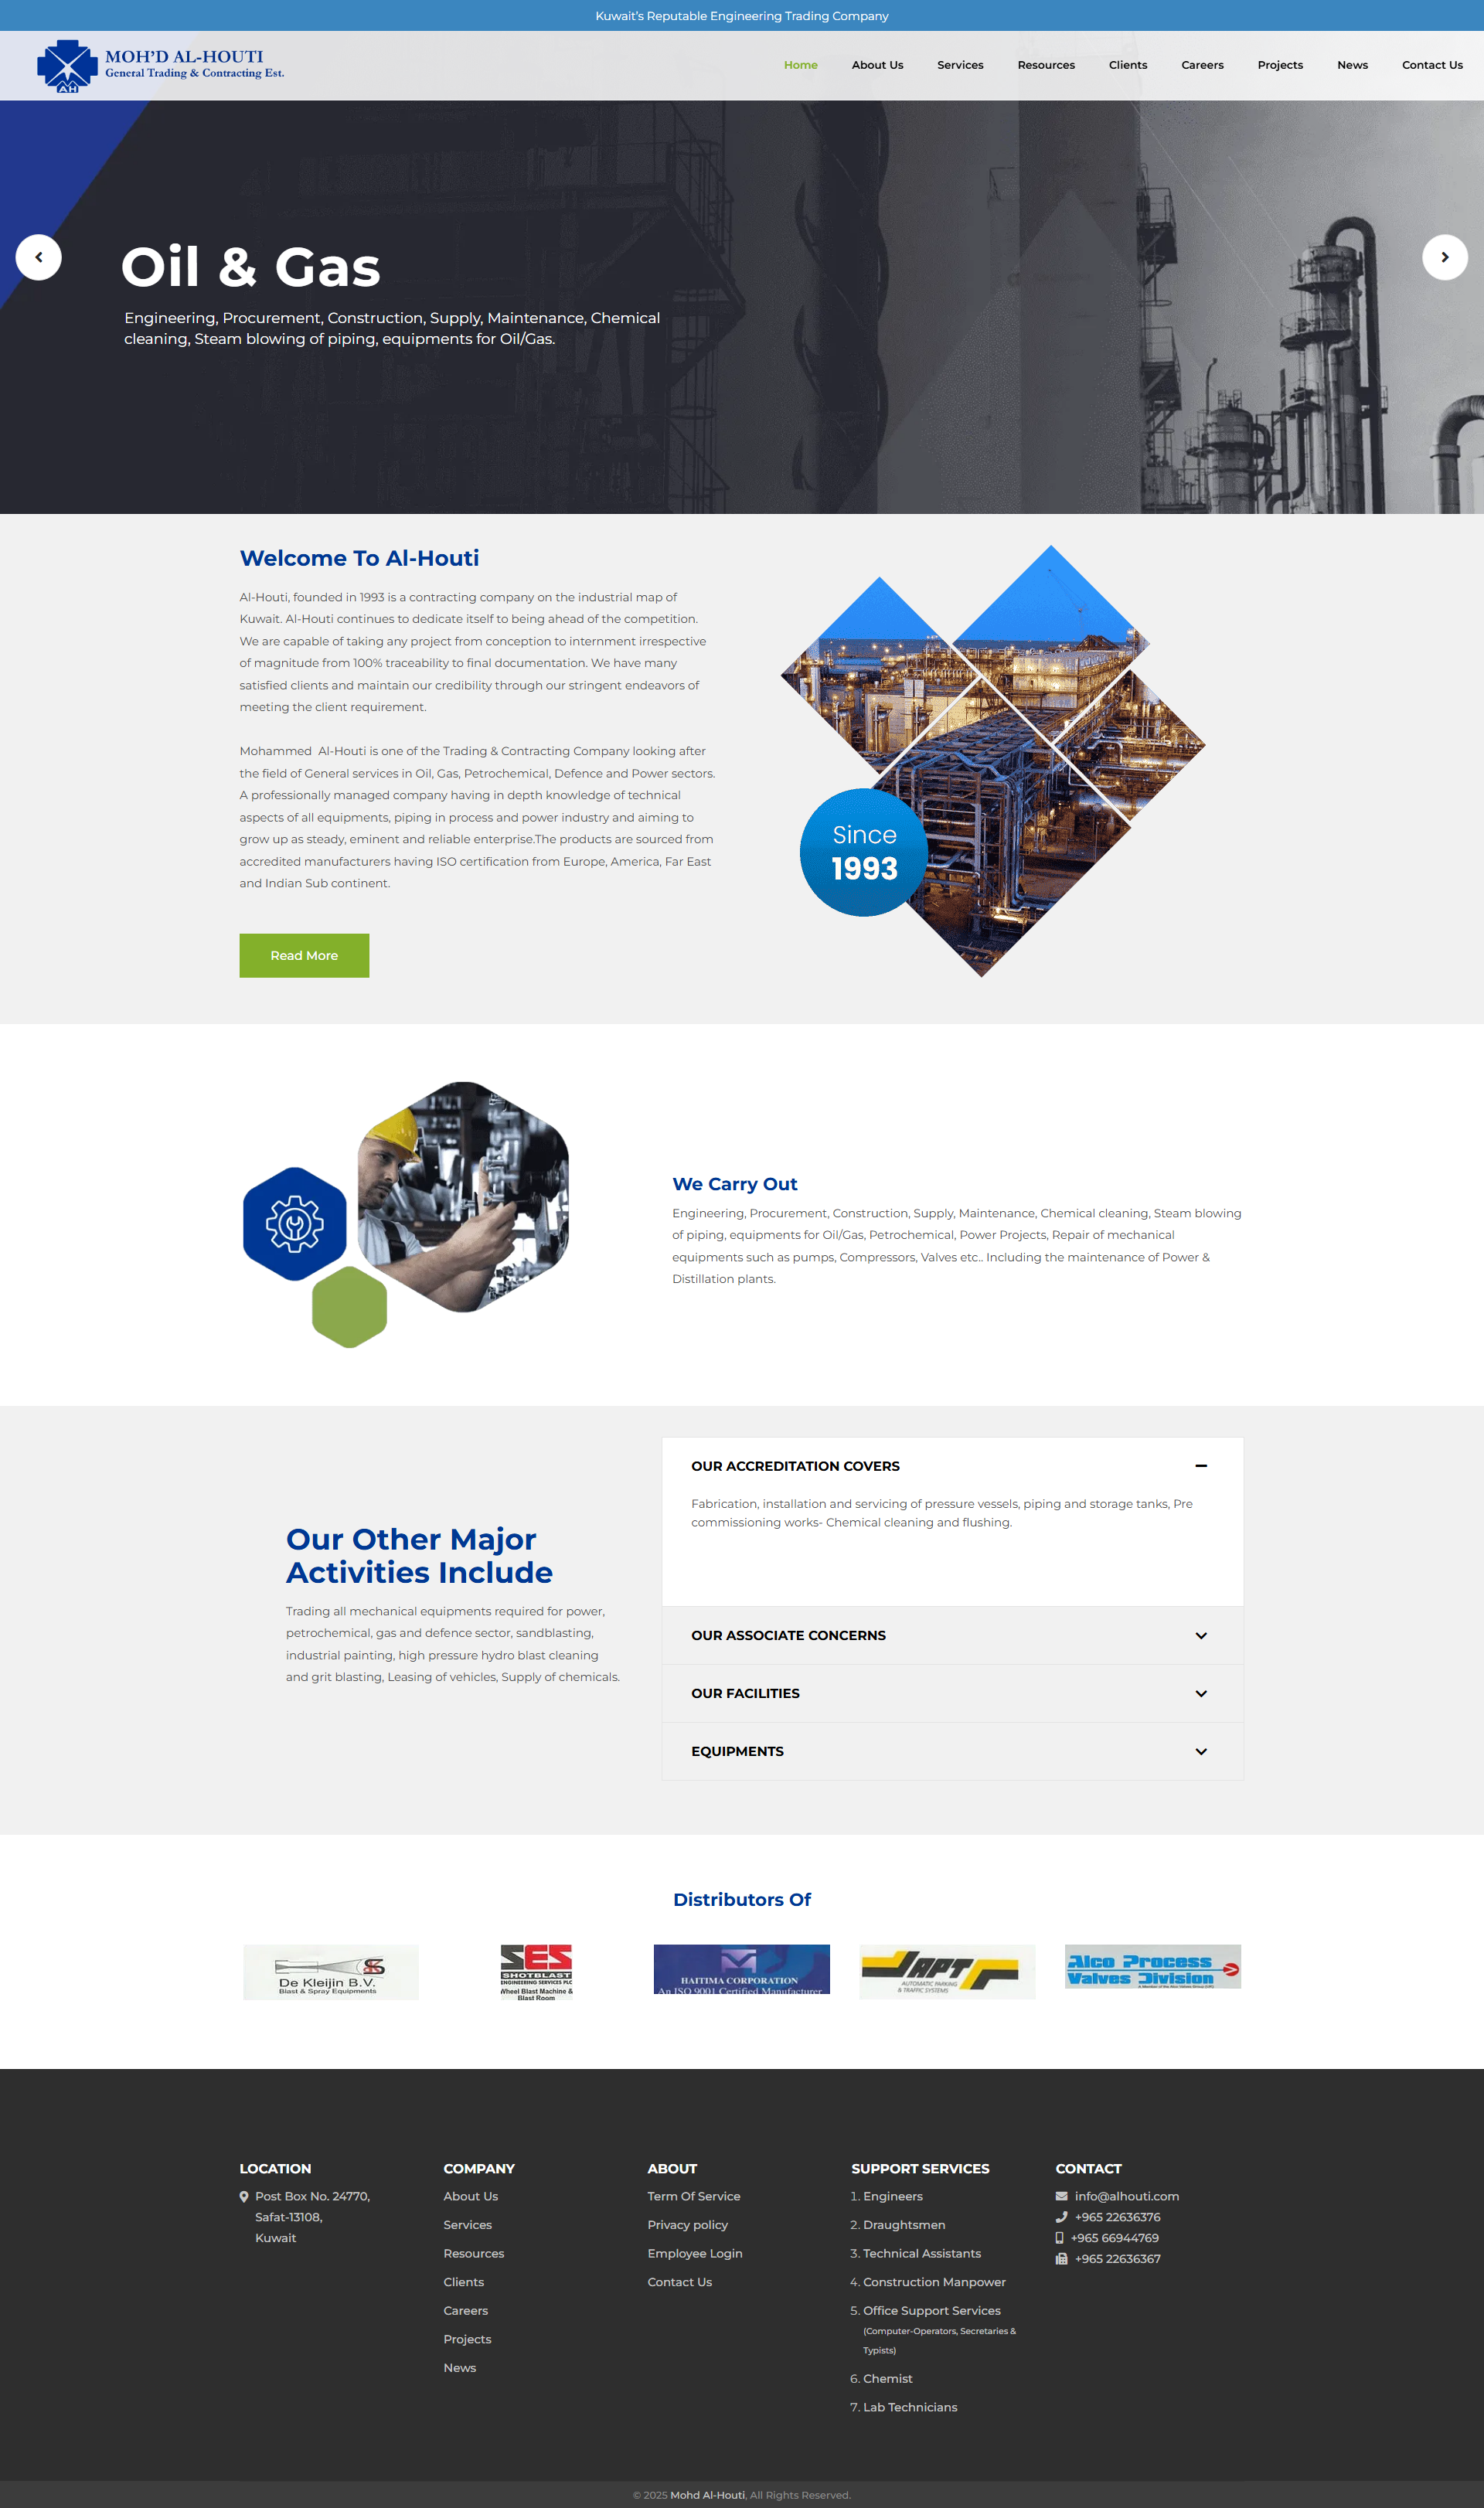 Kuwait's Reputable Engineering Trading Company
MOH'D AL-HOUTI
General Trading & Contracting Est.
AH
Home
About Us
Services
Resources
Clients
Careers
Projects
News
Contact Us
Oil & Gas
Engineering, Procurement, Construction, Supply, Maintenance, Chemical
cleaning, Steam blowing of piping, equipments for Oil/Gas.
Welcome To Al-Houti
Al-Houti, founded in 1993 is a contracting company on the industrial map of
Kuwait. Al-Houti continues to dedicate itself to being ahead of the competition.
We are capable of taking any project from conception to internment irrespective
of magnitude from 100% traceability to final documentation. We have many
satisfied clients and maintain our credibility through our stringent endeavors of
meeting the client requirement.
Mohammed  Al-Houti is one of the Trading & Contracting Company looking after
the field of General services in Oil, Gas, Petrochemical, Defence and Power sectors.
A professionally managed company having in depth knowledge of technical
aspects of all equipments, piping in process and power industry and aiming to
grow up as steady, eminent and reliable enterprise.The products are sourced from
accredited manufacturers having ISO certification from Europe, America, Far East
and Indian Sub continent.
Read More
Since
1993
We Carry Out
Engineering, Procurement, Construction, Supply, Maintenance, Chemical cleaning, Steam blowing
of piping, equipments for Oil/Gas, Petrochemical, Power Projects, Repair of mechanical
equipments such as pumps, Compressors, Valves etc.. Including the maintenance of Power &
Distillation plants.
Our Other Major
Activities Include
Trading all mechanical equipments required for power,
petrochemical, gas and defence sector, sandblasting,
industrial painting, high pressure hydro blast cleaning
and grit blasting, Leasing of vehicles, Supply of chemicals.
OUR ACCREDITATION COVERS
Fabrication, installation and servicing of pressure vessels, piping and storage tanks, Pre
commissioning works- Chemical cleaning and flushing.
OUR ASSOCIATE CONCERNS
OUR FACILITIES
EQUIPMENTS
Distributors Of
De Kleijin B.V.
Blast & Spray Equipments
SES
SHOTBLAST
ENGINEERING SERVICES PLC
Wheel Blast Machine &
Blast Room
HAITIMA CORPORATION
An ISO 9001 Certified Manufacturer
APT
AUTOMATIC PARKING
& TRAFFIC SYSTEMS
Alco Process
Valves Division
LOCATION
Post Box No. 24770,
Safat-13108,
Kuwait
COMPANY
About Us
Services
Resources
Clients
Careers
Projects
News
ABOUT
Term Of Service
Privacy policy
Employee Login
Contact Us
SUPPORT SERVICES
1. Engineers
2. Draughtsmen
3. Technical Assistants
4. Construction Manpower
5. Office Support Services
(Computer-Operators, Secretaries &
Typists)
6. Chemist
7. Lab Technicians
CONTACT
info@alhouti.com
+965 22636376
+965 66944769
+965 22636367
© 2025 Mohd Al-Houti, All Rights Reserved.